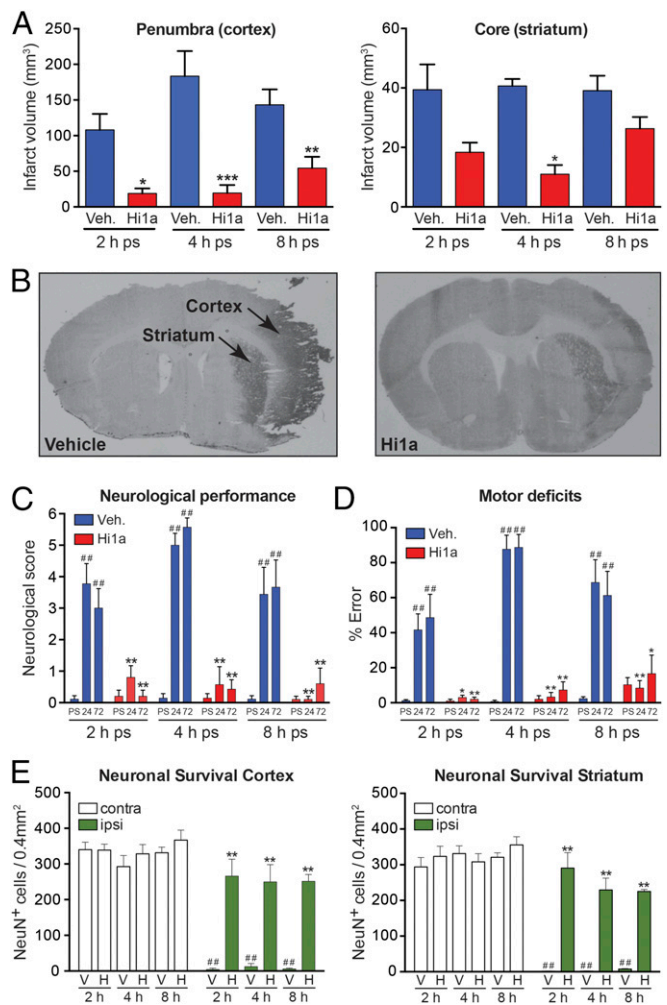 A
Penumbra (cortex)
Infarct volume (mm³)
250
200
150
100
50
0
* *** **
Veh. Hi1a Veh. Hi1a Veh. Hi1a
2 h ps 4 h ps 8 h ps
Core (striatum)
Infarct volume (mm³)
60
40
20
0
*
Veh. Hi1a Veh. Hi1a Veh. Hi1a
2 h ps 4 h ps 8 h ps
B
Cortex
Striatum
Vehicle
Hi1a
C
Neurological performance
Veh.
Hi1a
Neurological score
6
5
4
3
2
1
0
## ## ## ## ## ##
** ** ** ** ** **
PS 24 72 PS 24 72 PS 24 72 PS 24 72 PS 24 72 PS 24 72
2 h ps 4 h ps 8 h ps
D
Motor deficits
Veh.
Hi1a
% Error
100
80
60
40
20
0
## ## ## ## ## ##
* ** ** ** ** *
PS 24 72 PS 24 72 PS 24 72 PS 24 72 PS 24 72 PS 24 72
2 h ps 4 h ps 8 h ps
E
Neuronal Survival Cortex
contra
ipsi
NeuN⁺ cells / 0.4mm²
500
400
300
200
100
0
## ** ## ** ## **
V H V H V H V H V H V H
2 h 4 h 8 h 2 h 4 h 8 h
Neuronal Survival Striatum
contra
ipsi
NeuN⁺ cells / 0.4mm²
500
400
300
200
100
0
## ** ## ** ## **
V H V H V H V H V H V H
2 h 4 h 8 h 2 h 4 h 8 h